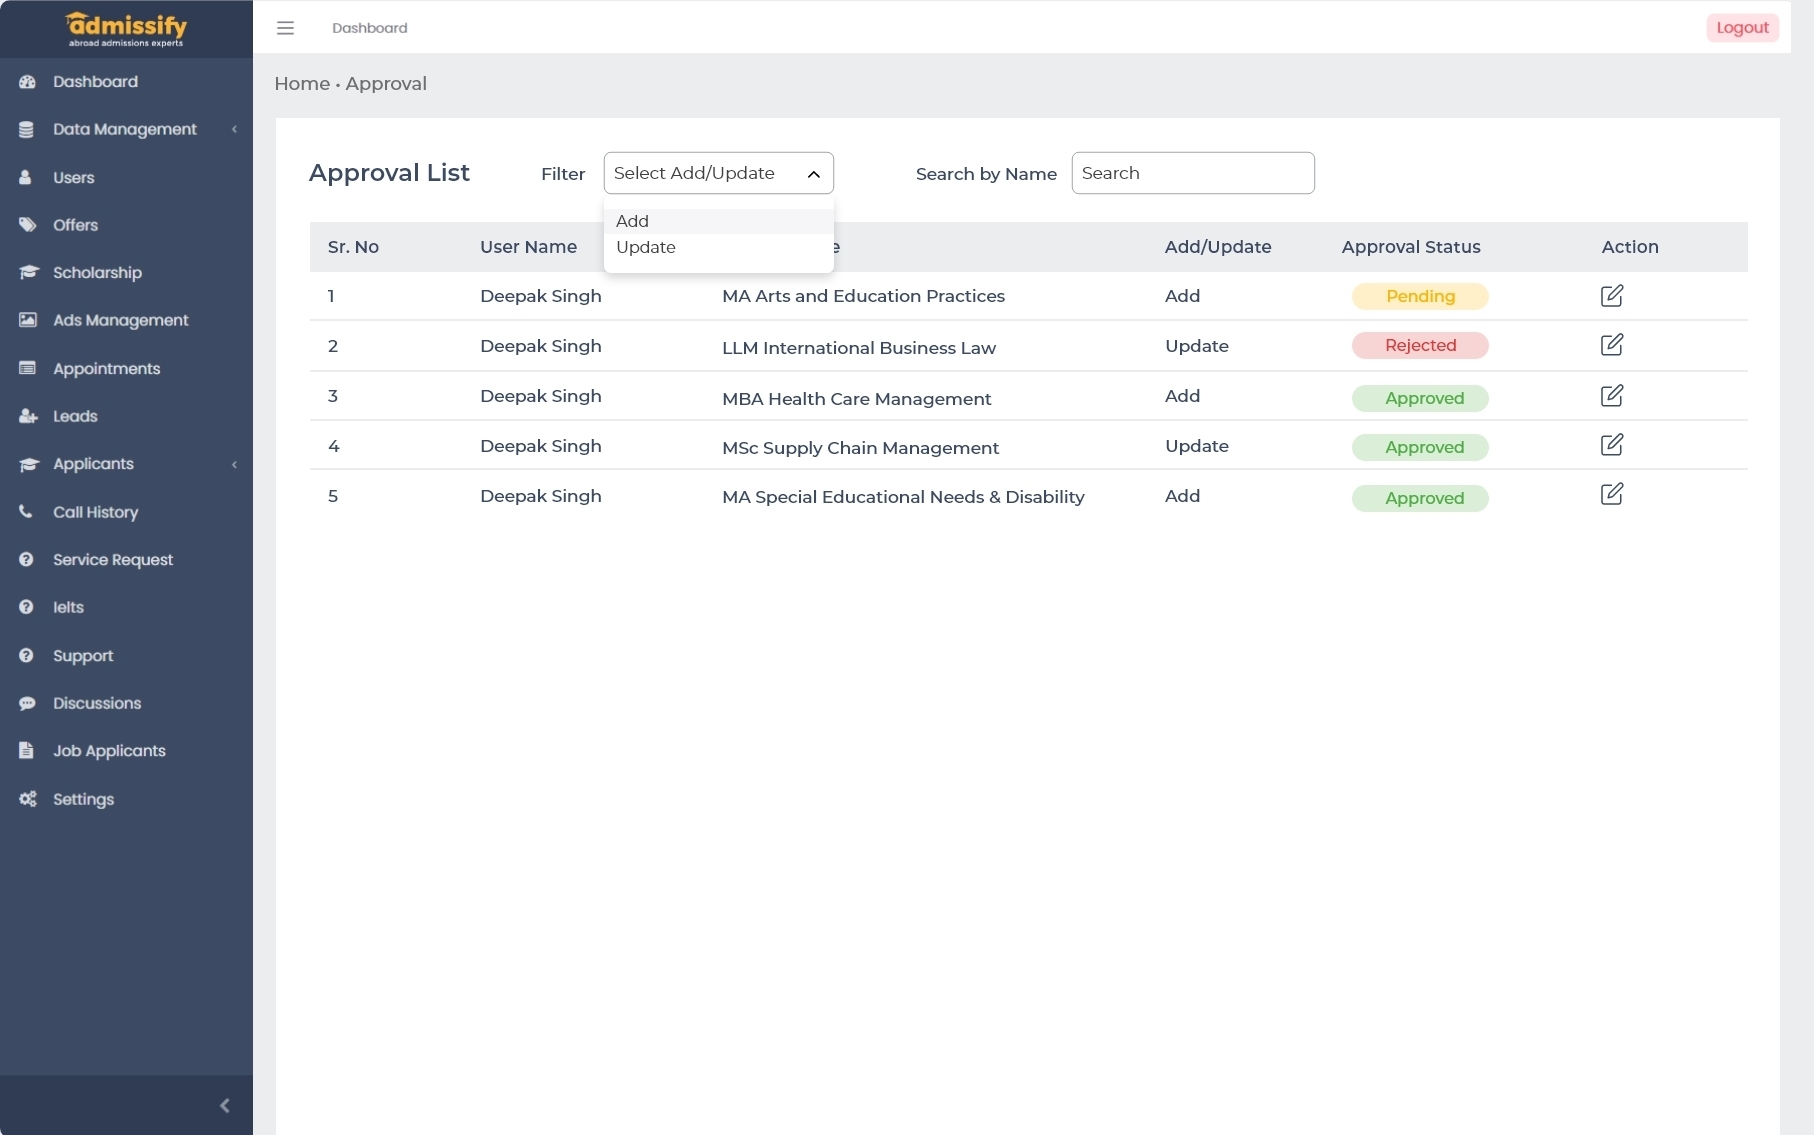 admissify
abroad admissions experts
Dashboard
Data Management
Users
Offers
Scholarship
Ads Management
Appointments
Leads
Applicants
Call History
Service Request
Ielts
Support
Discussions
Job Applicants
Settings
Dashboard
Logout
Home • Approval
Approval List
Filter
Select Add/Update
Add
Update
Search by Name
Search
Sr. No User Name Add/Update Approval Status Action
1 Deepak Singh MA Arts and Education Practices Add Pending
2 Deepak Singh LLM International Business Law Update Rejected
3 Deepak Singh MBA Health Care Management Add Approved
4 Deepak Singh MSc Supply Chain Management Update Approved
5 Deepak Singh MA Special Educational Needs & Disability Add Approved